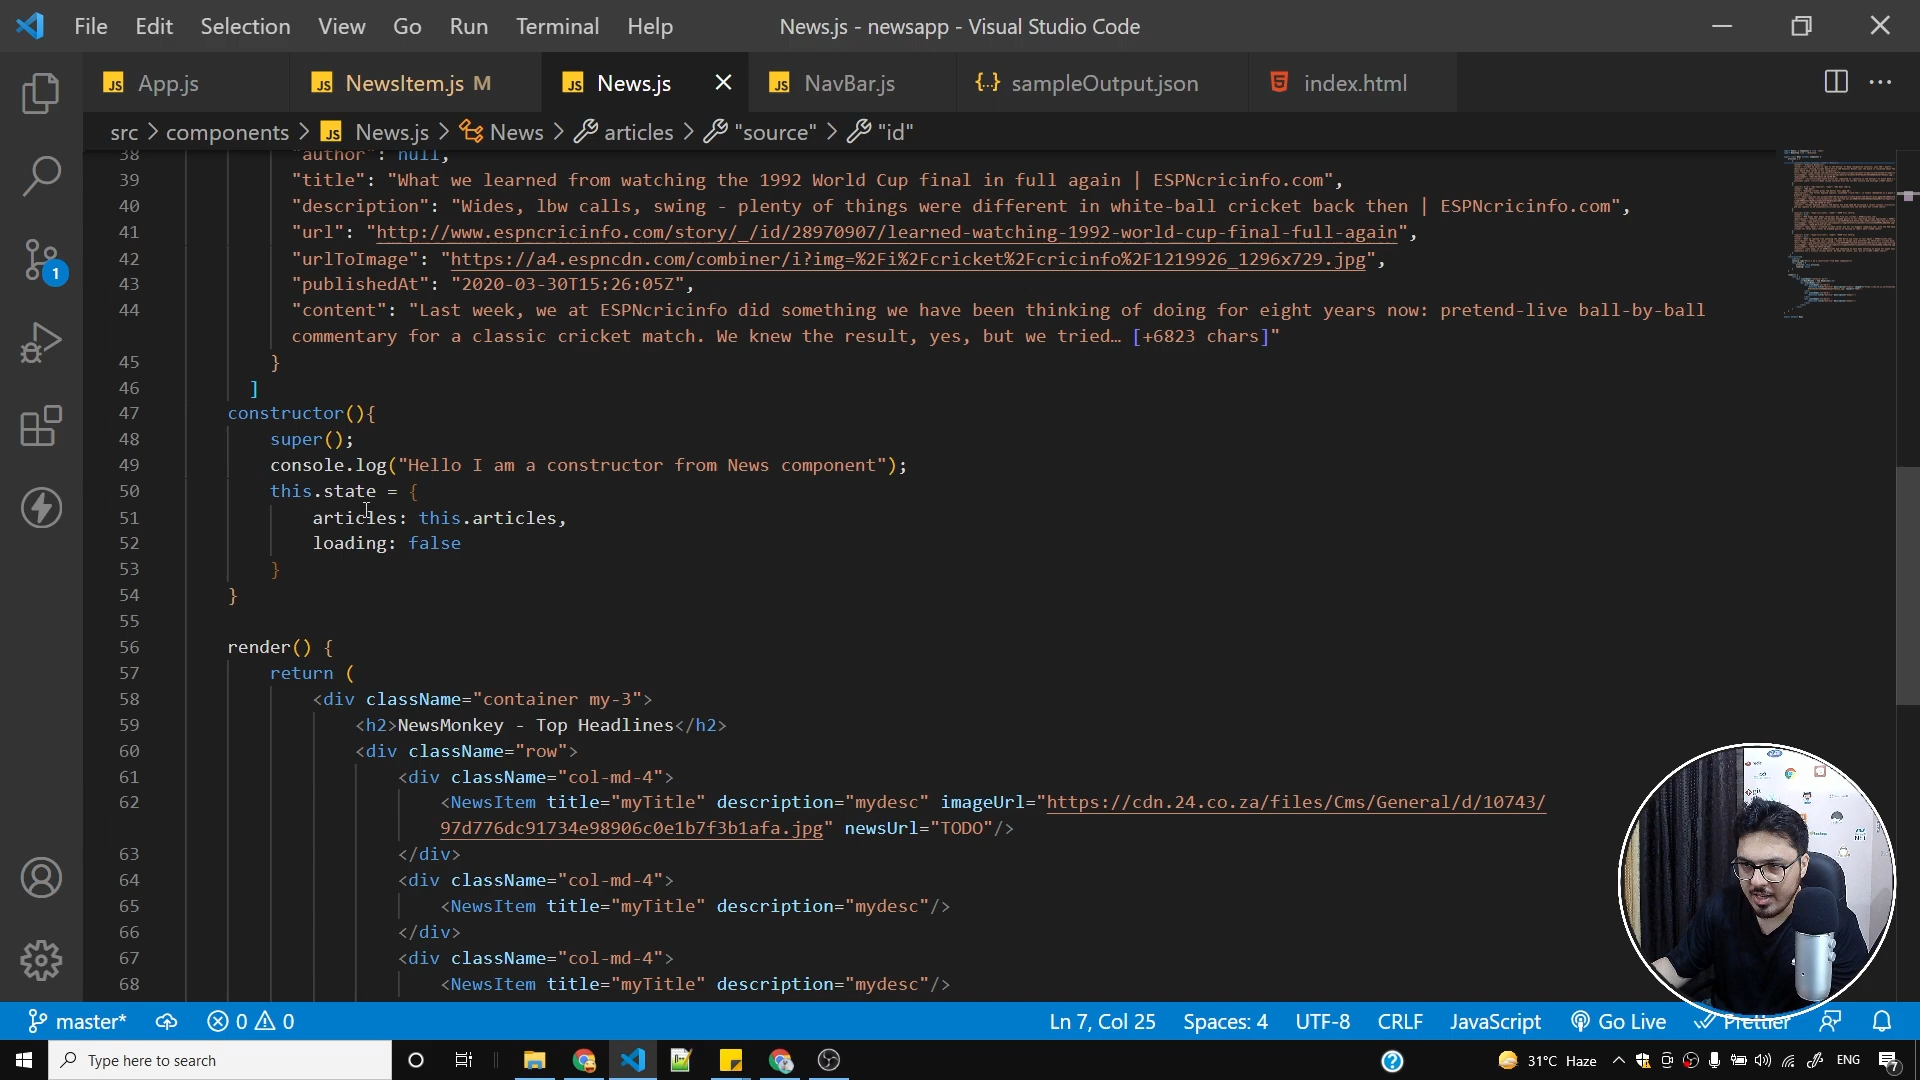 File Edit Selection View Go Run Terminal Help News.js - newsapp - Visual Studio Code
JS App.js JS NewsItem.js M JS News.js JS NavBar.js {··} sampleOutput.json index.html
src > components > JS News.js > News > articles > "source" > "id"
38 "author": null,
39 "title": "What we learned from watching the 1992 World Cup final in full again | ESPNcricinfo.com",
40 "description": "Wides, lbw calls, swing - plenty of things were different in white-ball cricket back then | ESPNcricinfo.com",
41 "url": "http://www.espncricinfo.com/story/_/id/28970907/learned-watching-1992-world-cup-final-full-again",
42 "urlToImage": "https://a4.espncdn.com/combiner/i?img=%2Fi%2Fcricket%2Fcricinfo%2F1219926_1296x729.jpg",
43 "publishedAt": "2020-03-30T15:26:05Z",
44 "content": "Last week, we at ESPNcricinfo did something we have been thinking of doing for eight years now: pretend-live ball-by-ball
commentary for a classic cricket match. We knew the result, yes, but we tried… [+6823 chars]"
45 }
46 ]
47 constructor(){
48 super();
49 console.log("Hello I am a constructor from News component");
50 this.state = {
51 articles: this.articles,
52 loading: false
53 }
54 }
55
56 render() {
57 return (
58 <div className="container my-3">
59 <h2>NewsMonkey - Top Headlines</h2>
60 <div className="row">
61 <div className="col-md-4">
62 <NewsItem title="myTitle" description="mydesc" imageUrl="https://cdn.24.co.za/files/Cms/General/d/10743/
97d776dc91734e98906c0e1b7f3b1afa.jpg" newsUrl="TODO"/>
63 </div>
64 <div className="col-md-4">
65 <NewsItem title="myTitle" description="mydesc"/>
66 </div>
67 <div className="col-md-4">
68 <NewsItem title="myTitle" description="mydesc"/>
1
master* 0 0 Ln 7, Col 25 Spaces: 4 UTF-8 CRLF JavaScript Go Live Prettier
Type here to search 31°C Haze ENG 7